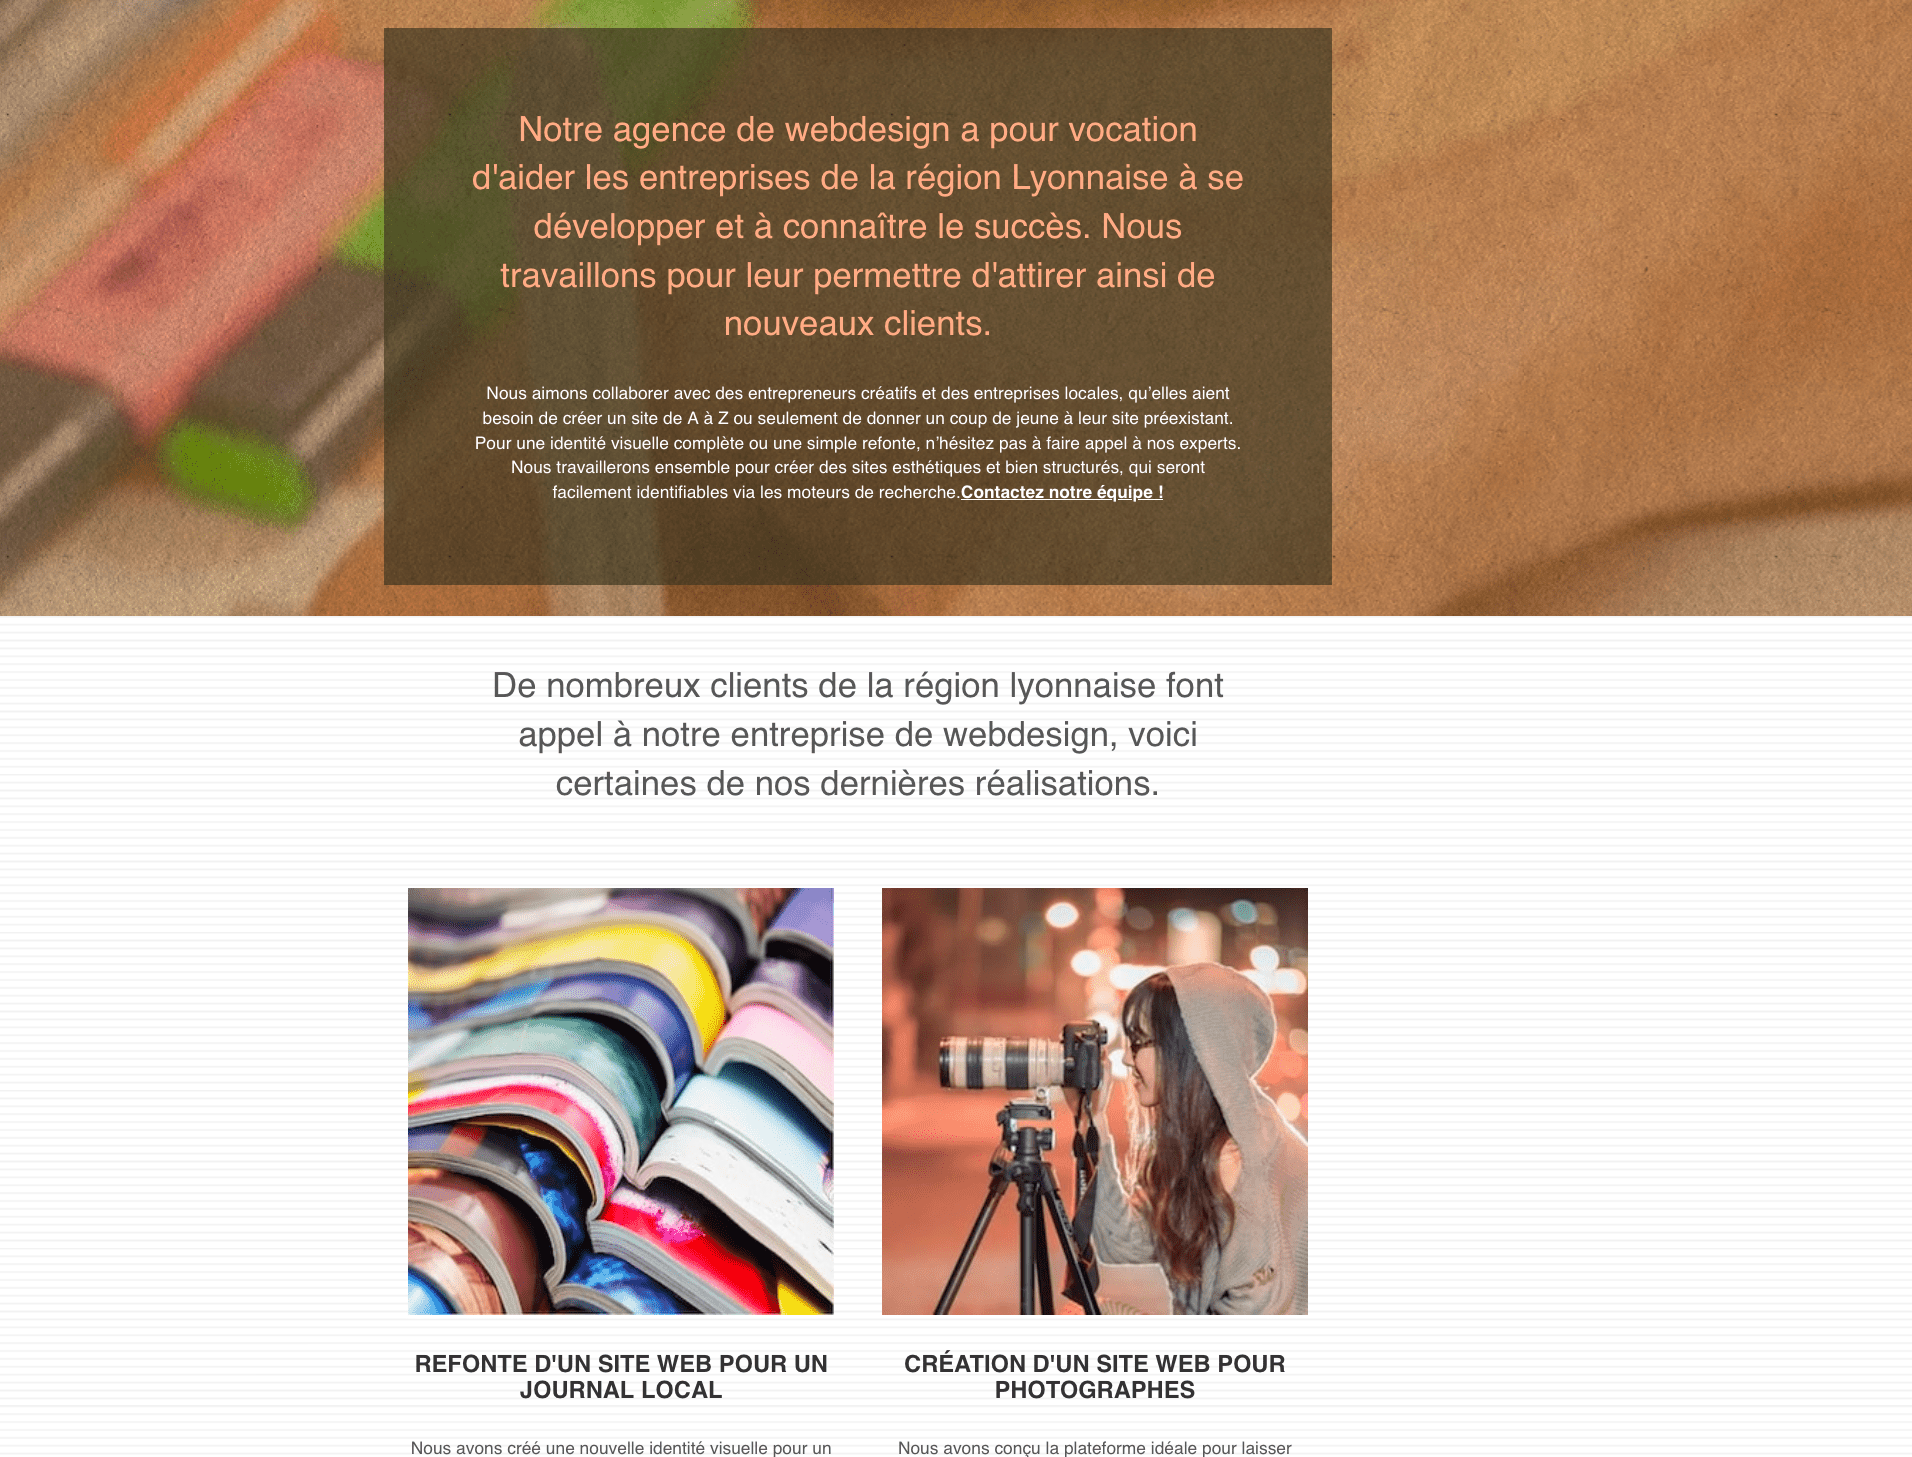 Notre agence de webdesign a pour vocation
d'aider les entreprises de la région Lyonnaise à se
développer et à connaître le succès. Nous
travaillons pour leur permettre d'attirer ainsi de
nouveaux clients.
Nous aimons collaborer avec des entrepreneurs créatifs et des entreprises locales, qu’elles aient
besoin de créer un site de A à Z ou seulement de donner un coup de jeune à leur site préexistant.
Pour une identité visuelle complète ou une simple refonte, n’hésitez pas à faire appel à nos experts.
Nous travaillerons ensemble pour créer des sites esthétiques et bien structurés, qui seront
facilement identifiables via les moteurs de recherche.Contactez notre équipe !
De nombreux clients de la région lyonnaise font
appel à notre entreprise de webdesign, voici
certaines de nos dernières réalisations.
REFONTE D'UN SITE WEB POUR UN
JOURNAL LOCAL
Nous avons créé une nouvelle identité visuelle pour un
CRÉATION D'UN SITE WEB POUR
PHOTOGRAPHES
Nous avons conçu la plateforme idéale pour laisser